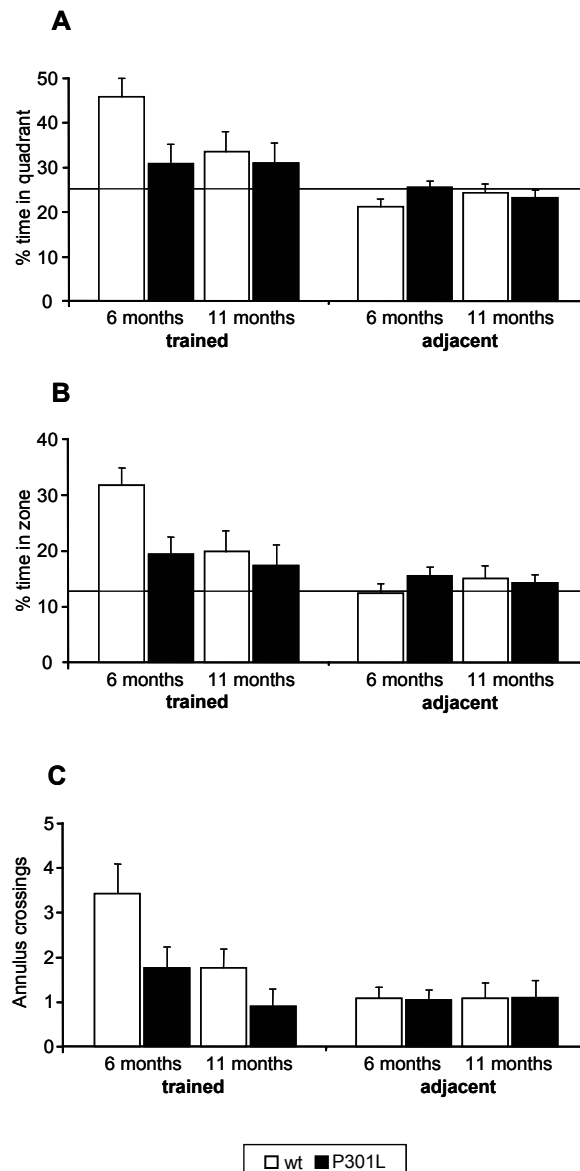 A
% time in quadrant
50
40
30
20
10
0
6 months 11 months 6 months 11 months
trained adjacent
B
% time in zone
40
30
20
10
0
6 months 11 months 6 months 11 months
trained adjacent
C
Annulus crossings
5
4
3
2
1
0
6 months 11 months 6 months 11 months
trained adjacent
wt P301L